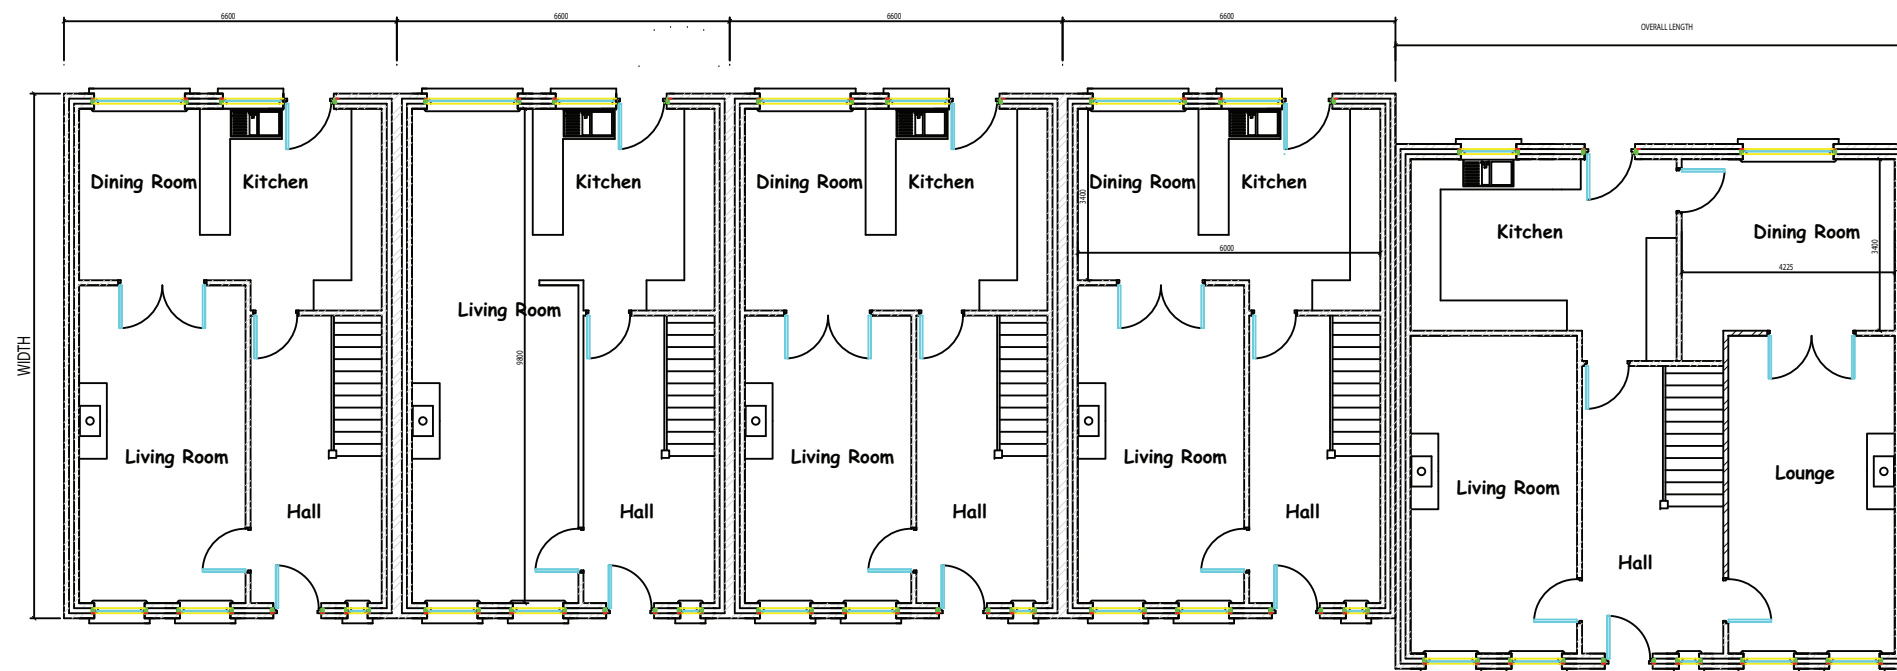 6600 6600 6600 6600
OVERALL LENGTH
Dining Room Kitchen Kitchen Dining Room Kitchen Dining Room Kitchen
3400
Kitchen Dining Room
3400
6000
4225
Living Room
WIDTH
9800
Living Room Living Room Living Room
Lounge
Living Room
Hall Hall Hall Hall
Hall